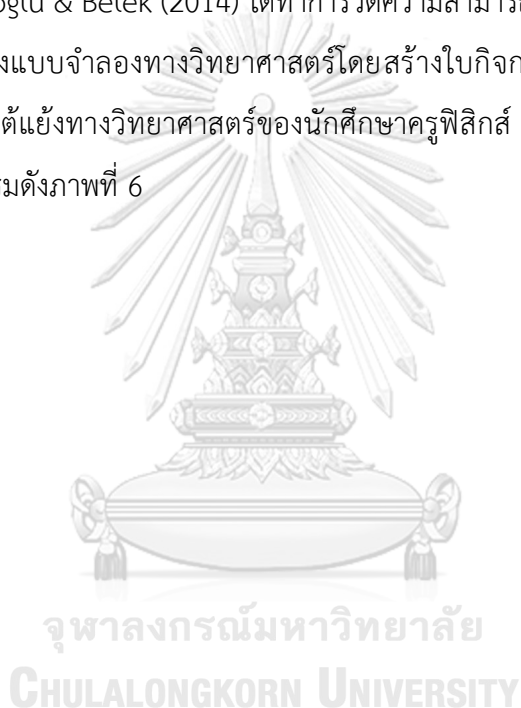 oglu & Belek (2014) ได้ทำการวัดความสามาร
งแบบจำลองทางวิทยาศาสตร์โดยสร้างใบกิจก
ต้แย้งทางวิทยาศาสตร์ของนักศึกษาครูฟิสิกส์
มดังภาพที่ 6
จุฬาลงกรณ์มหาวิทยาลัย
CHULALONGKORN UNIVERSITY